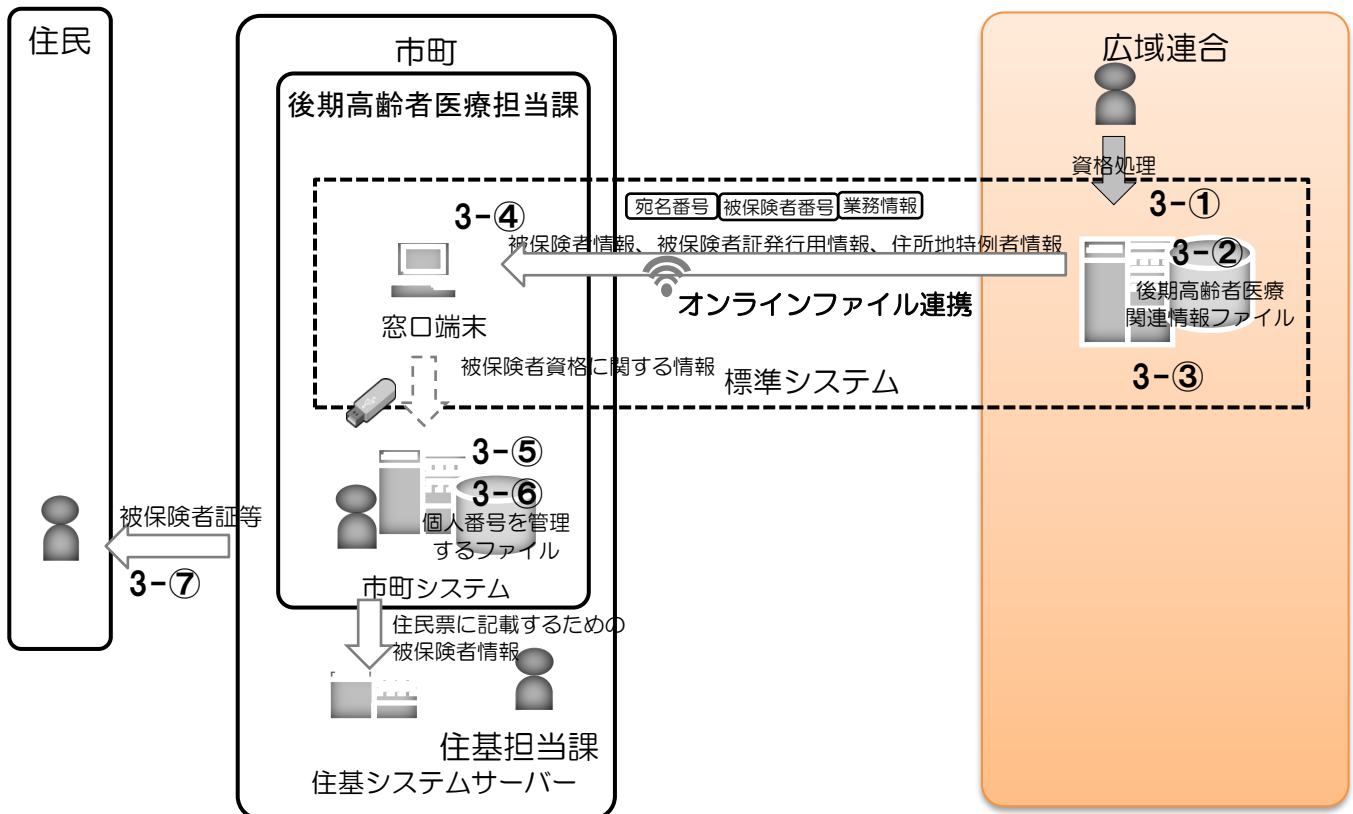 住民
市町
広域連合
後期高齢者医療担当課
資格処理
宛名番号 被保険者番号 業務情報
3-①
3-④
被保険者情報、被保険者証発行用情報、住所地特例者情報
3-②
後期高齢者医療
関連情報ファイル
オンラインファイル連携
窓口端末
被保険者資格に関する情報
標準システム
3-③
3-⑤
3-⑥
個人番号を管理
するファイル
被保険者証等
3-⑦
市町システム
住民票に記載するための
被保険者情報
住基担当課
住基システムサーバー